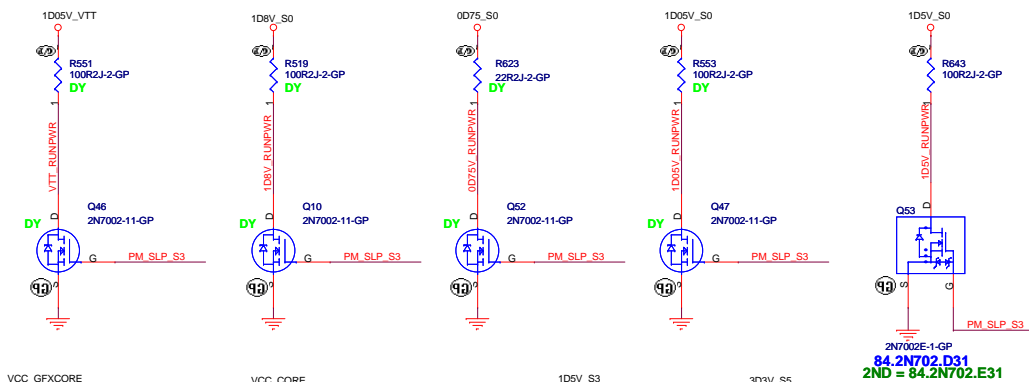 1D05V_VTT
1D8V_S0
0D75_S0
1D05V_S0
1D5V_S0
R551
100R2J-2-GP
DY
R519
100R2J-2-GP
DY
R623
22R2J-2-GP
DY
R553
100R2J-2-GP
DY
R643
100R2J-2-GP
1
1
1
1
1
VTT_RUNPWR
1D8V_RUNPWR
0D75V_RUNPWR
1D05V_RUNPWR
1D5V_RUNPWR
Q46
2N7002-11-GP
DY
D
G
S
PM_SLP_S3
Q10
2N7002-11-GP
DY
D
G
S
PM_SLP_S3
Q52
2N7002-11-GP
DY
D
G
S
PM_SLP_S3
Q47
2N7002-11-GP
DY
D
G
S
PM_SLP_S3
Q53
D
S
G
PM_SLP_S3
2N7002E-1-GP
84.2N702.D31
2ND = 84.2N702.E31
VCC_GFXCORE
VCC_CORE
1D5V_S3
3D3V_S5